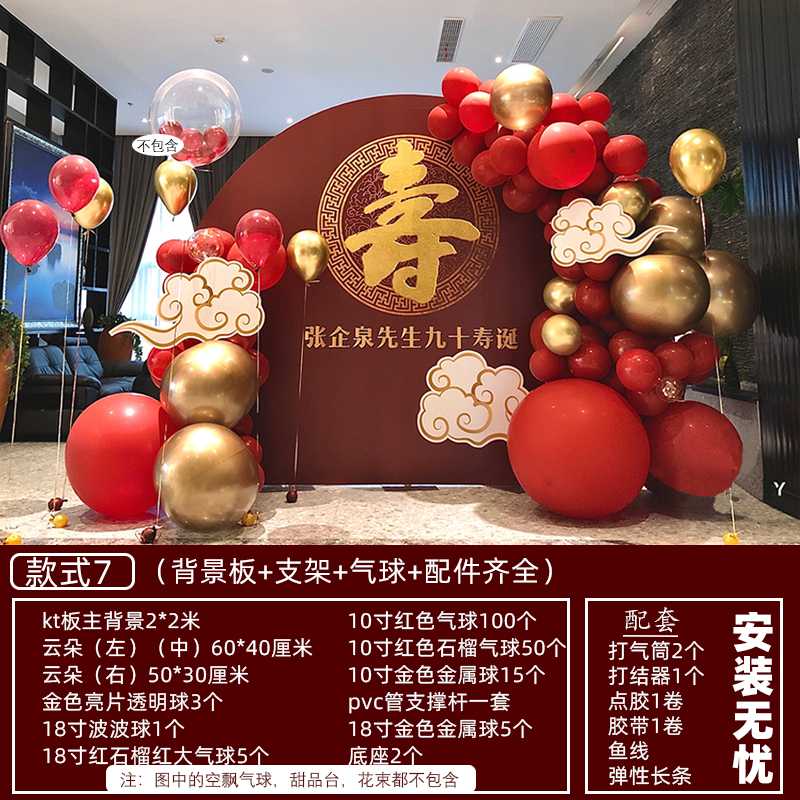 不包含
寿
张企泉先生九十寿诞
Y
款式7 （背景板+支架+气球+配件齐全）
kt板主背景2*2米
云朵（左）（中）60*40厘米
云朵（右）50*30厘米
金色亮片透明球3个
18寸波波球1个
18寸红石榴红大气球5个
10寸红色气球100个
10寸红色石榴气球50个
10寸金色金属球15个
pvc管支撑杆一套
18寸金色金属球5个
底座2个
注：图中的空飘气球，甜品台，花束都不包含
配套
打气筒2个
打结器1个
点胶1卷
胶带1卷
鱼线
弹性长条
安装无忧